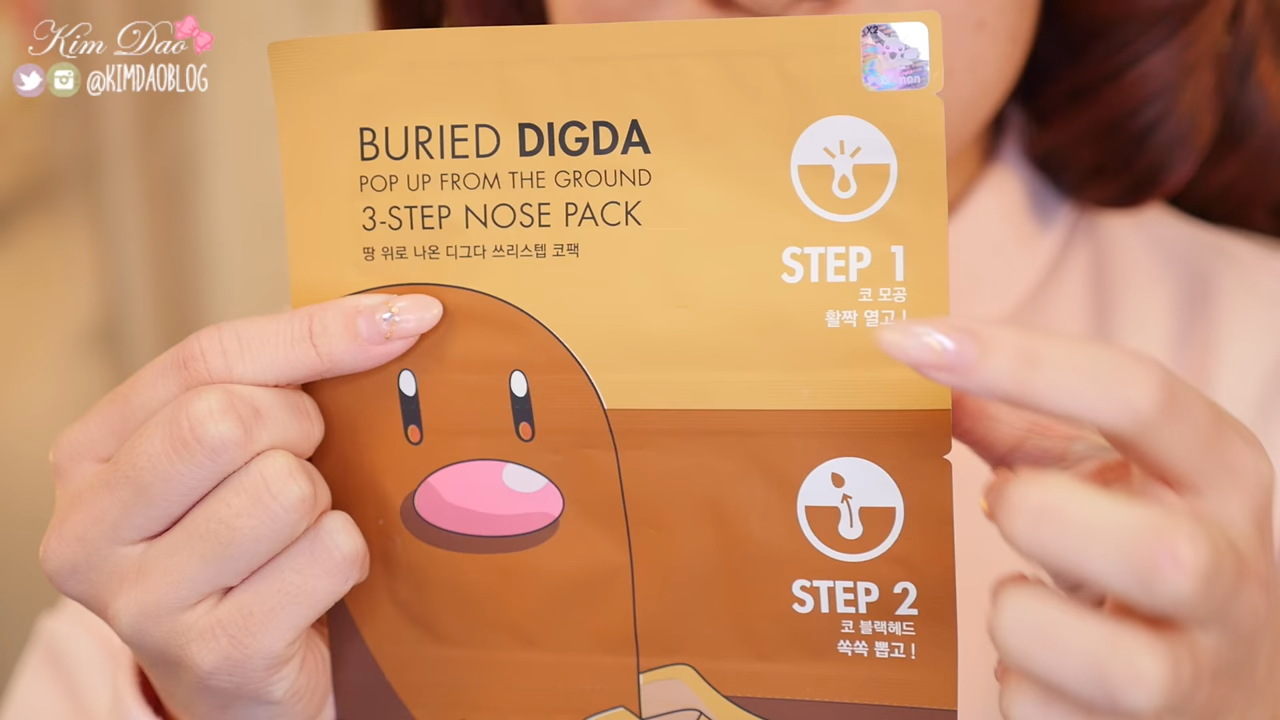 Kim Dao
@KIMDAOBLOG
X2
BURIED DIGDA
POP UP FROM THE GROUND
3-STEP NOSE PACK
땅 위로 나온 디그다 쓰리스텝 코팩
STEP 1
코 모공
활짝 열고!
STEP 2
코 블랙헤드
쏙쏙 뽑고!